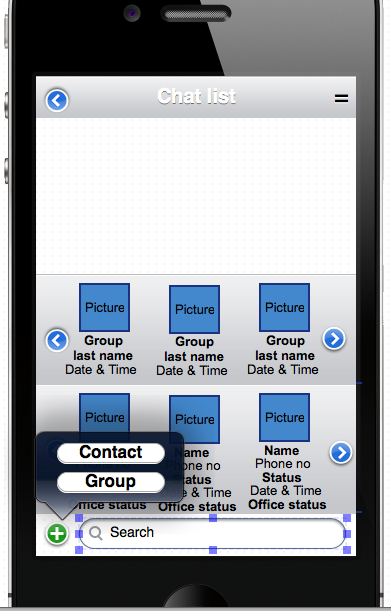 Chat list
=
Picture
Picture
Picture
Group
last name
Date & Time
Group
last name
Date & Time
Group
last name
Date & Time
Picture
Picture
Picture
Office status
Name
Phone no
Status
e & Time
Office status
Name
Phone no
Status
Date & Time
Office status
Contact
Group
Search